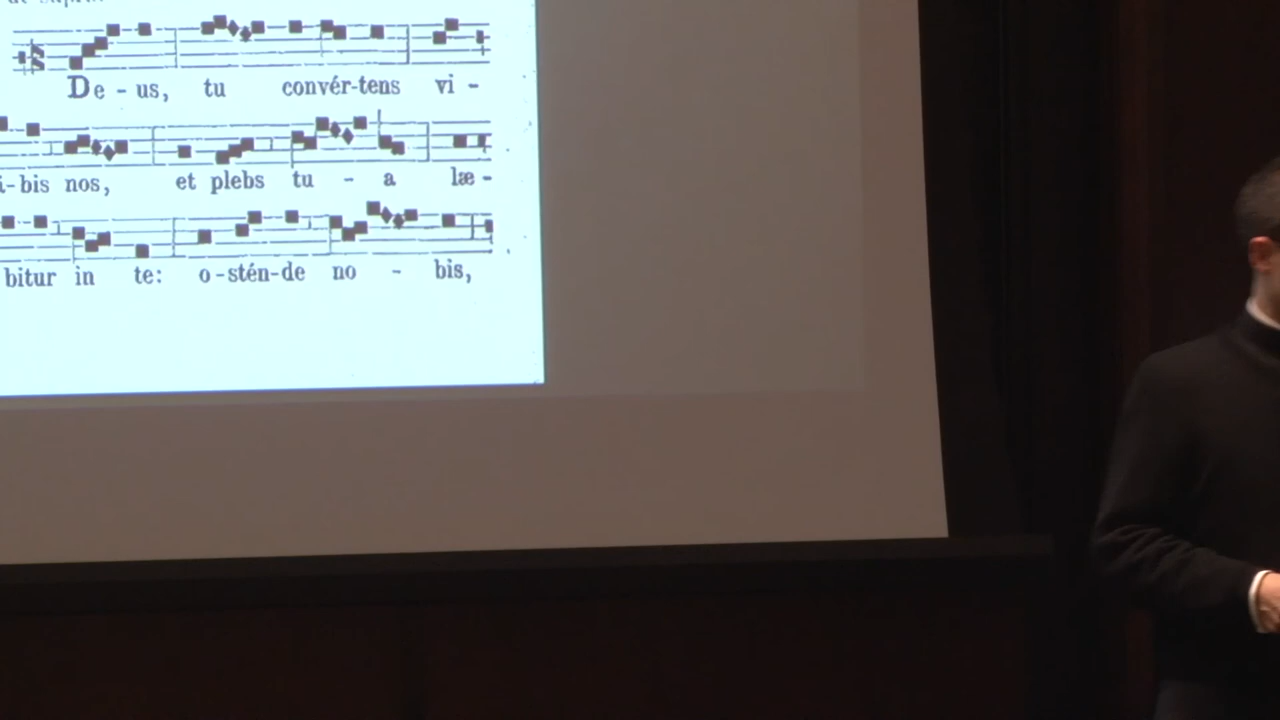 De - us, tu convér-tens vi -
i-bis nos, et plebs tu - a læ -
bitur in te: o-stén-de no - bis,